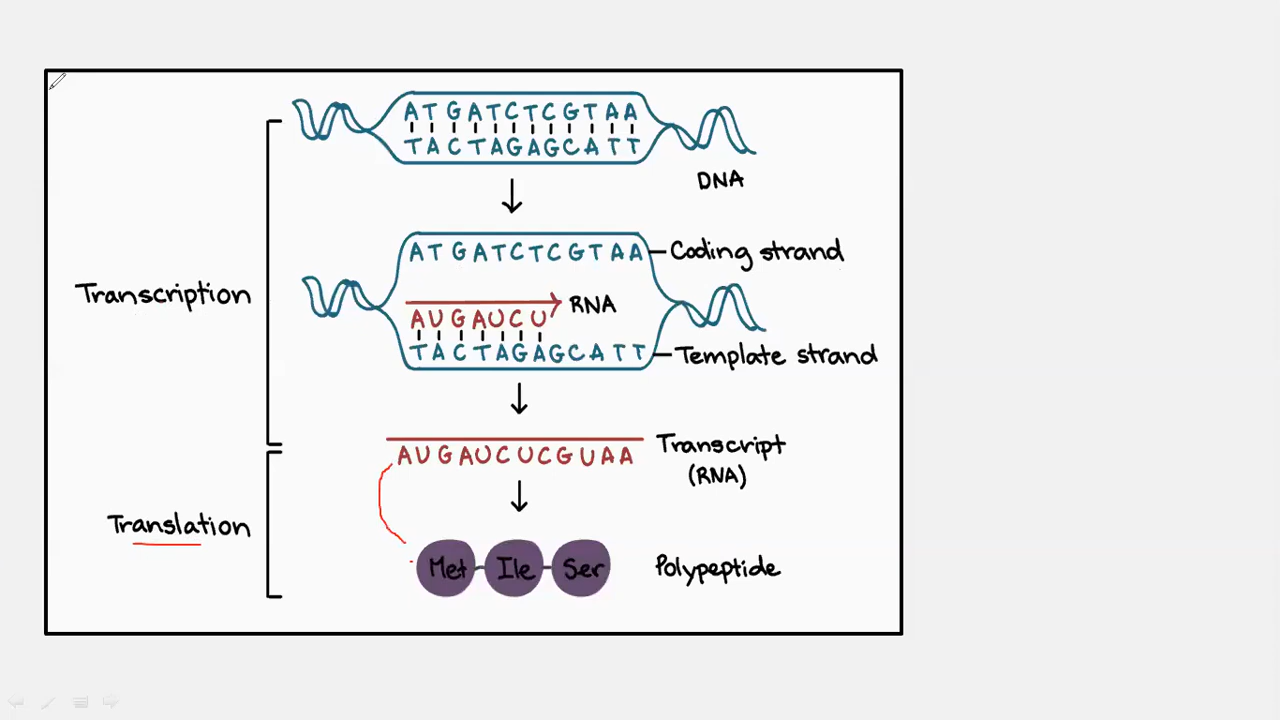 ATGATCTCGTAA
TACTAGAGCATT
DNA
ATGATCTCGTAA
Coding strand
Transcription
RNA
AUGAUCU
TACTAGAGCATT
Template strand
Transcript
AUGAUCUCGUAA
(RNA)
Translation
Met Ile Ser
Polypeptide